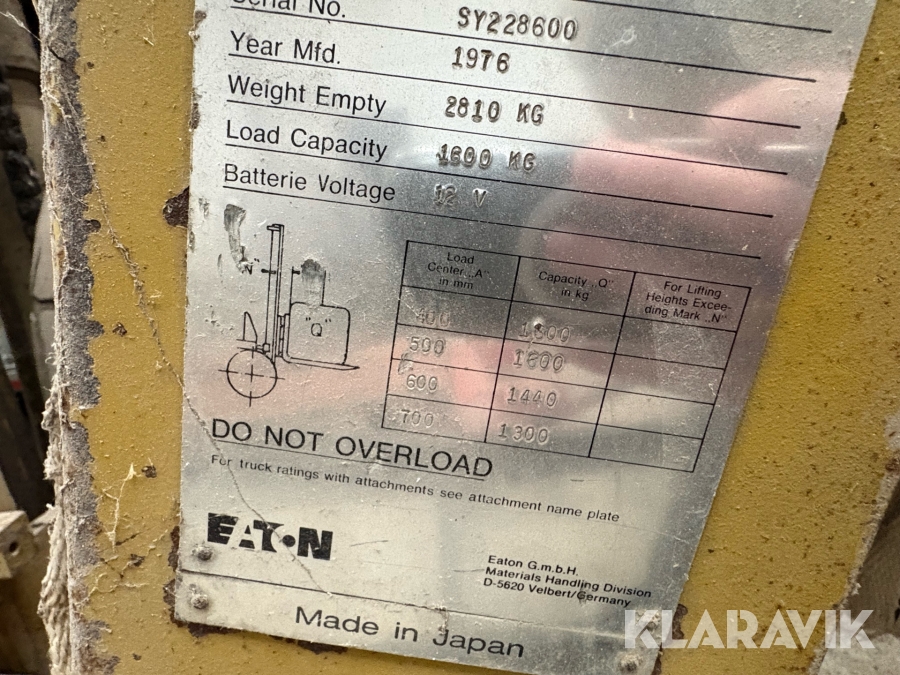 Serial No. SY228600
Year Mfd. 1976
Weight Empty 2810 KG
Load Capacity 1600 KG
Batterie Voltage 12 V
"N"
"Q"
Load Center „A" in mm
Capacity „Q" in kg
For Lifting Heights Exceeding Mark „N"
400 1800
500 1600
600 1440
700 1300
DO NOT OVERLOAD
For truck ratings with attachments see attachment name plate
EATON
Eaton G.m.b.H.
Materials Handling Division
D-5620 Velbert/Germany
Made in Japan
KLARAVIK